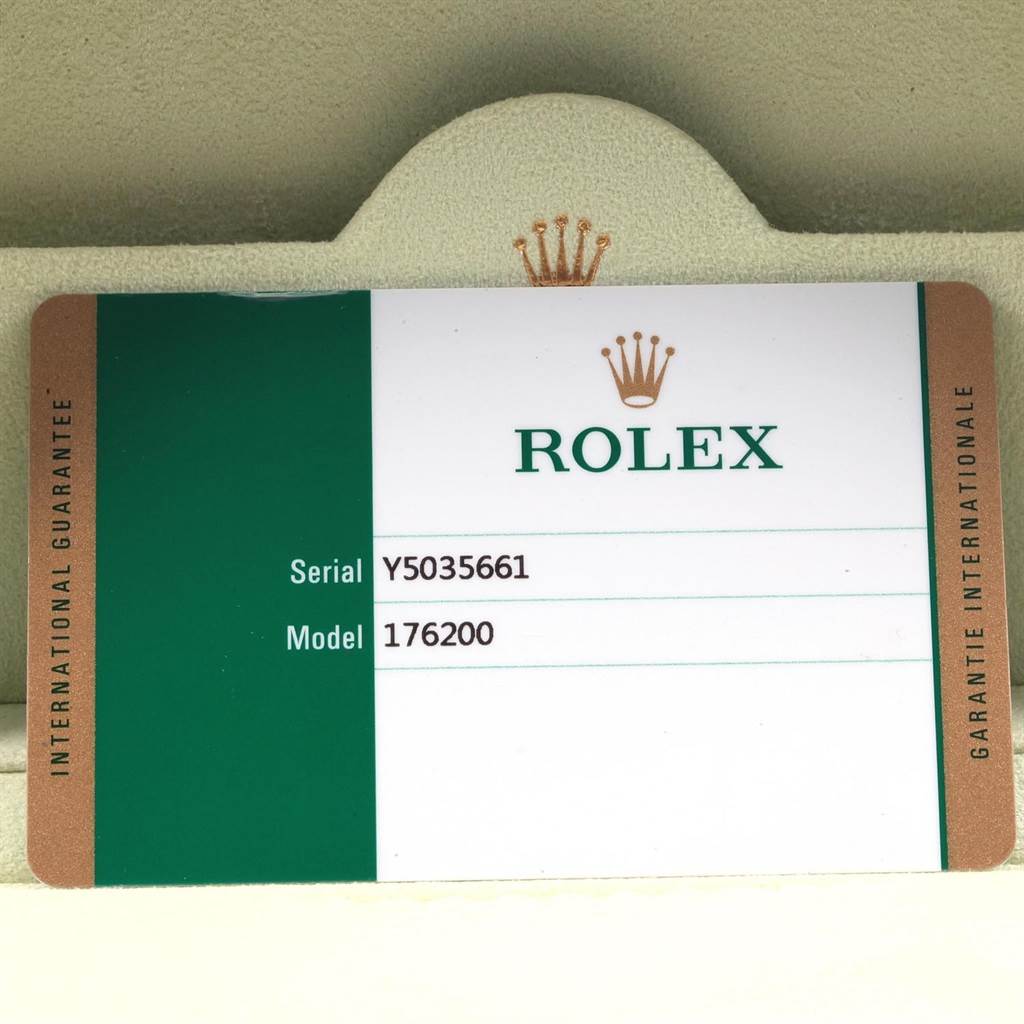 INTERNATIONAL GUARANTEE
ROLEX
Serial Y5035661
Model 176200
GARANTIE INTERNATIONALE